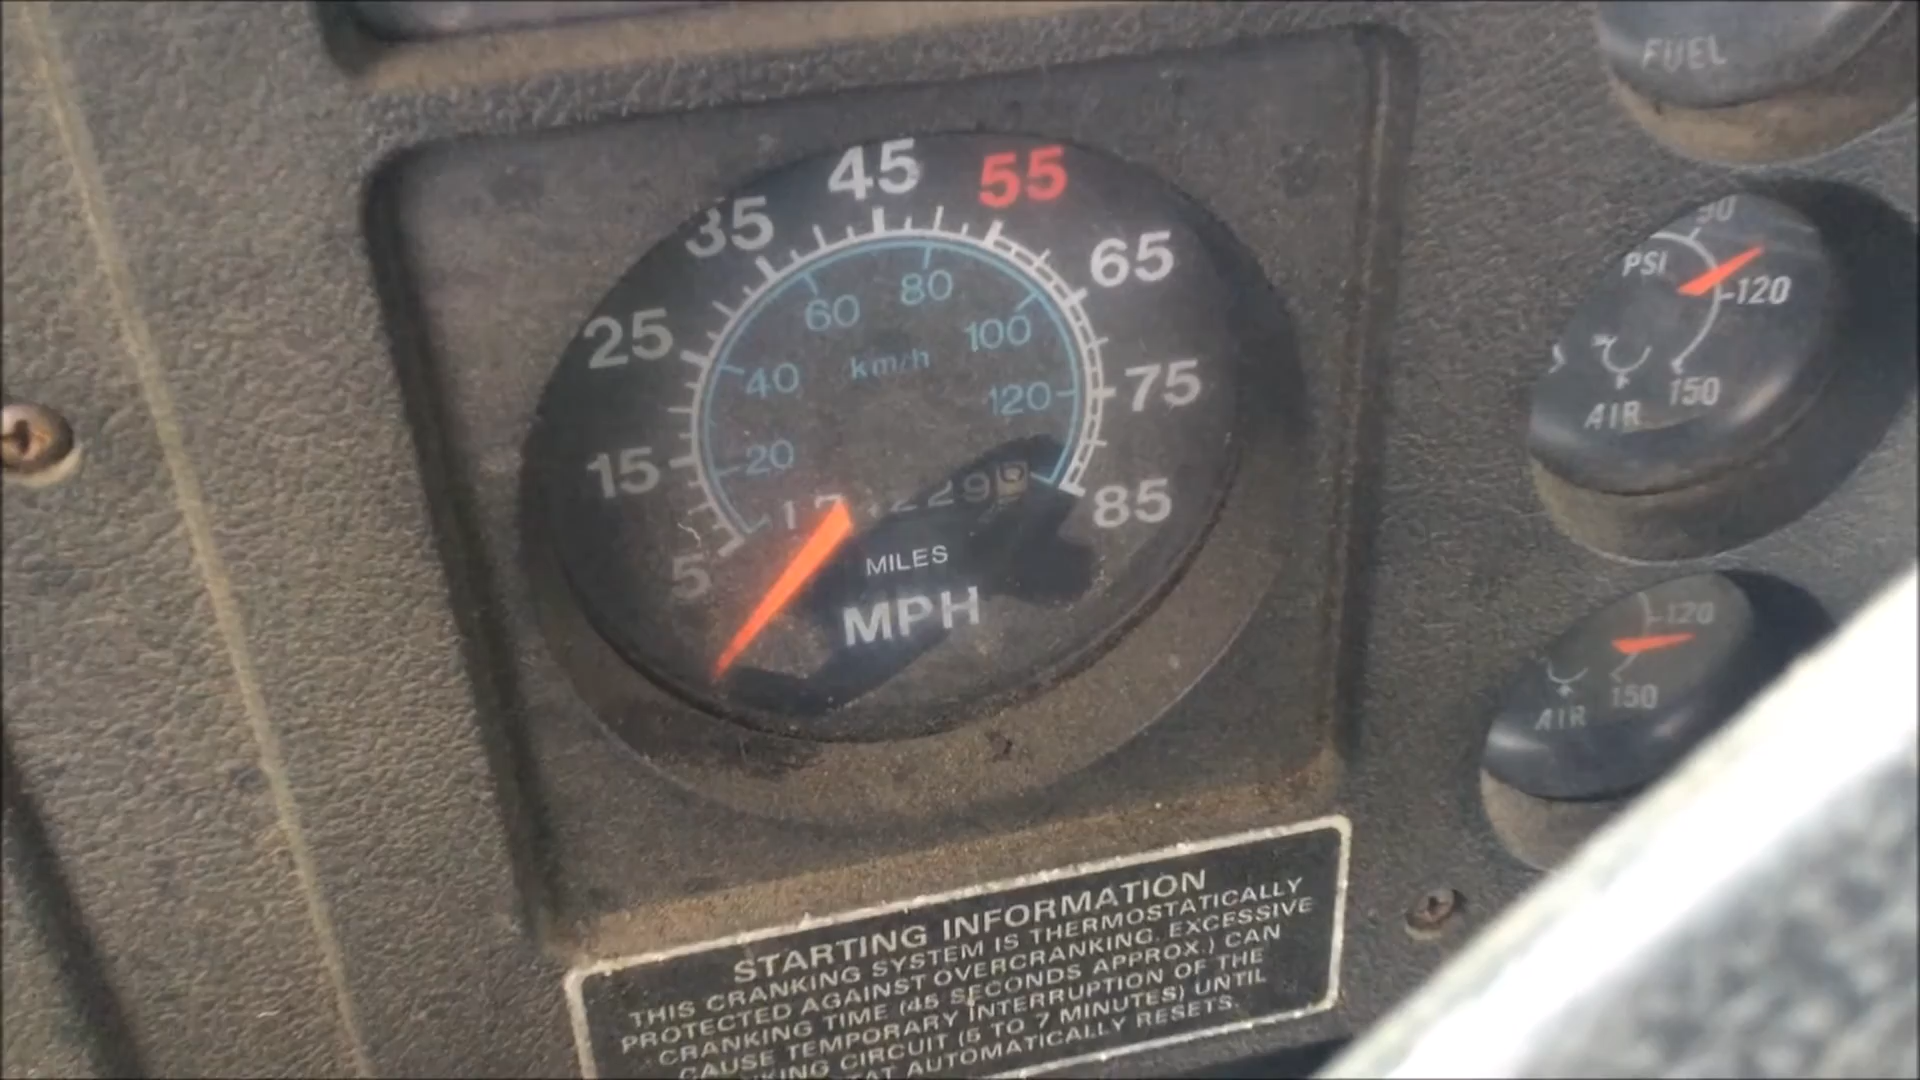 FUEL
45
55
35
65
25
75
15
85
5
60
80
100
40
km/h
120
20
MILES
MPH
90
PSI
120
150
AIR
120
150
AIR
STARTING INFORMATION
THIS CRANKING SYSTEM IS THERMOSTATICALLY
PROTECTED AGAINST OVERCRANKING. EXCESSIVE
CRANKING TIME (45 SECONDS APPROX.) CAN
CAUSE TEMPORARY INTERRUPTION OF THE
CIRCUIT (5 TO 7 MINUTES) UNTIL
AUTOMATICALLY RESETS.